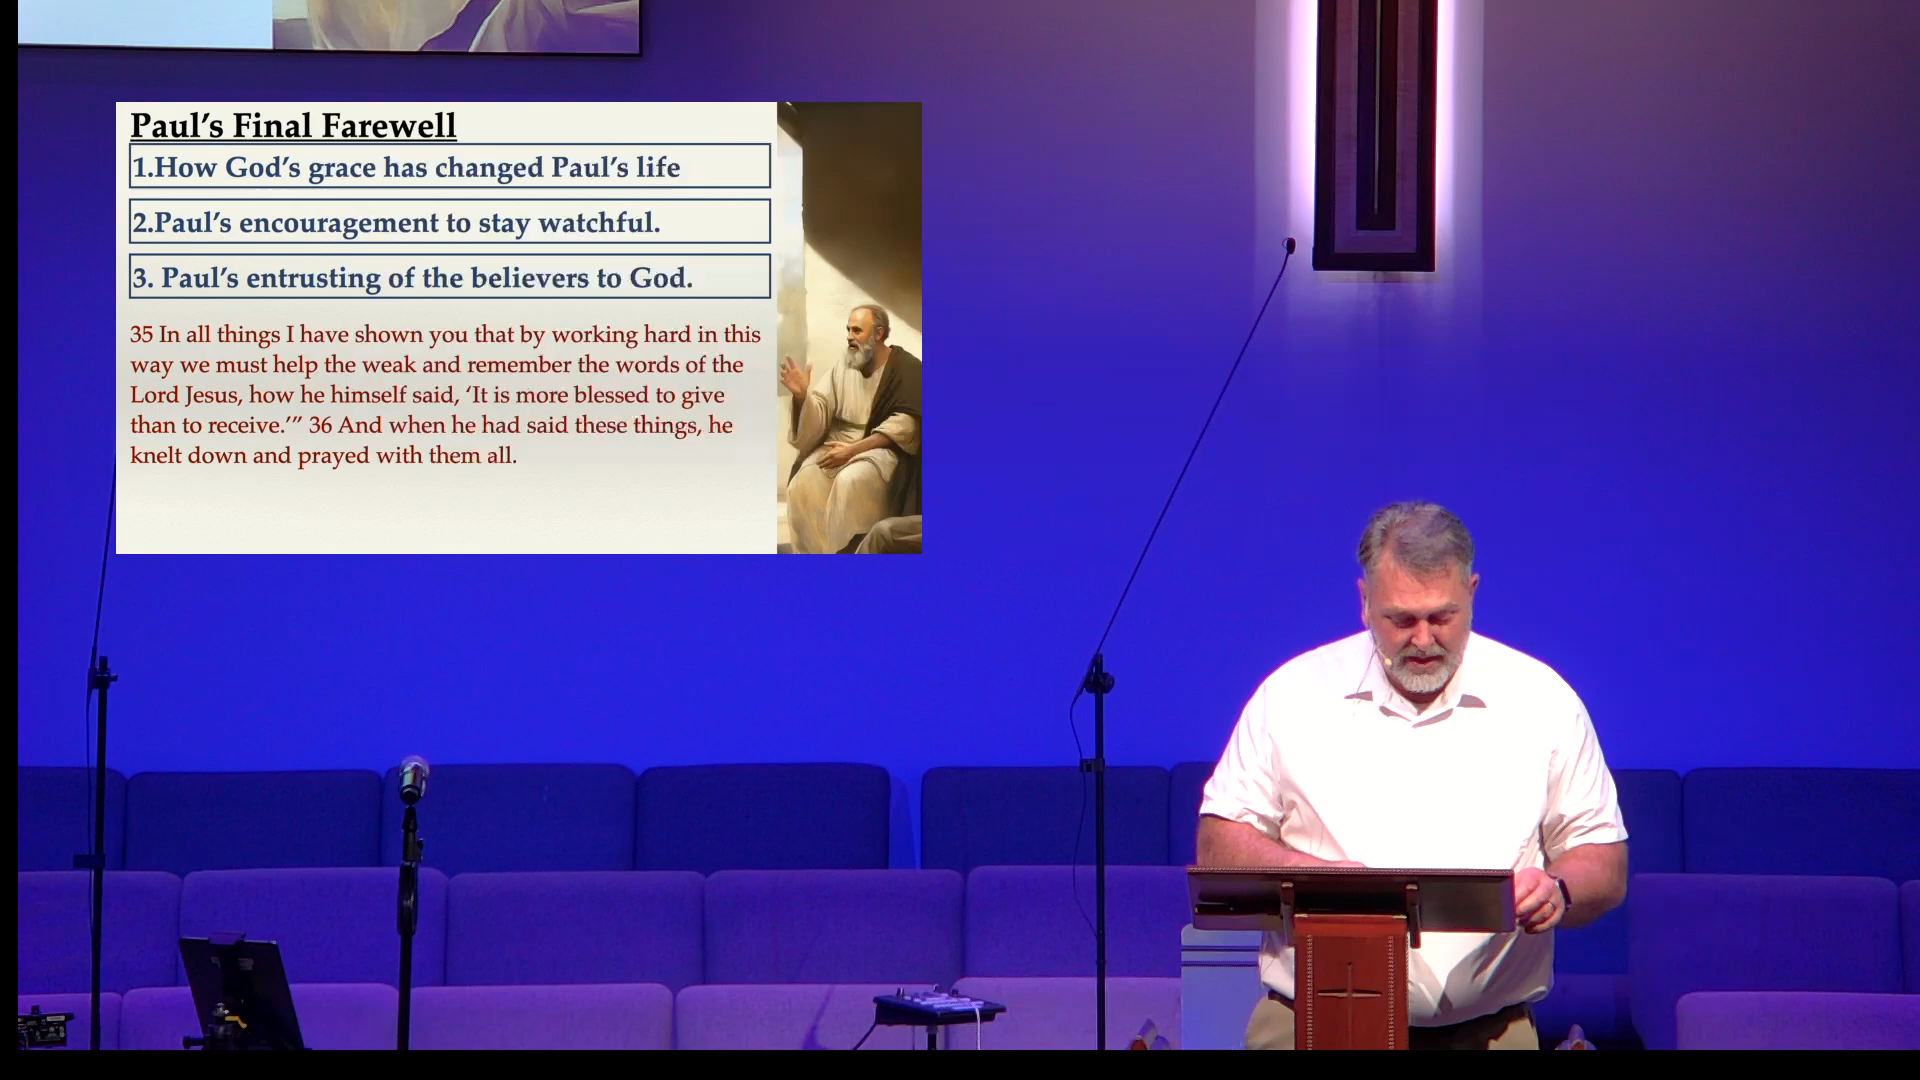 Paul’s Final Farewell
1.How God’s grace has changed Paul’s life
2.Paul’s encouragement to stay watchful.
3. Paul’s entrusting of the believers to God.
35 In all things I have shown you that by working hard in this
way we must help the weak and remember the words of the
Lord Jesus, how he himself said, ‘It is more blessed to give
than to receive.’” 36 And when he had said these things, he
knelt down and prayed with them all.